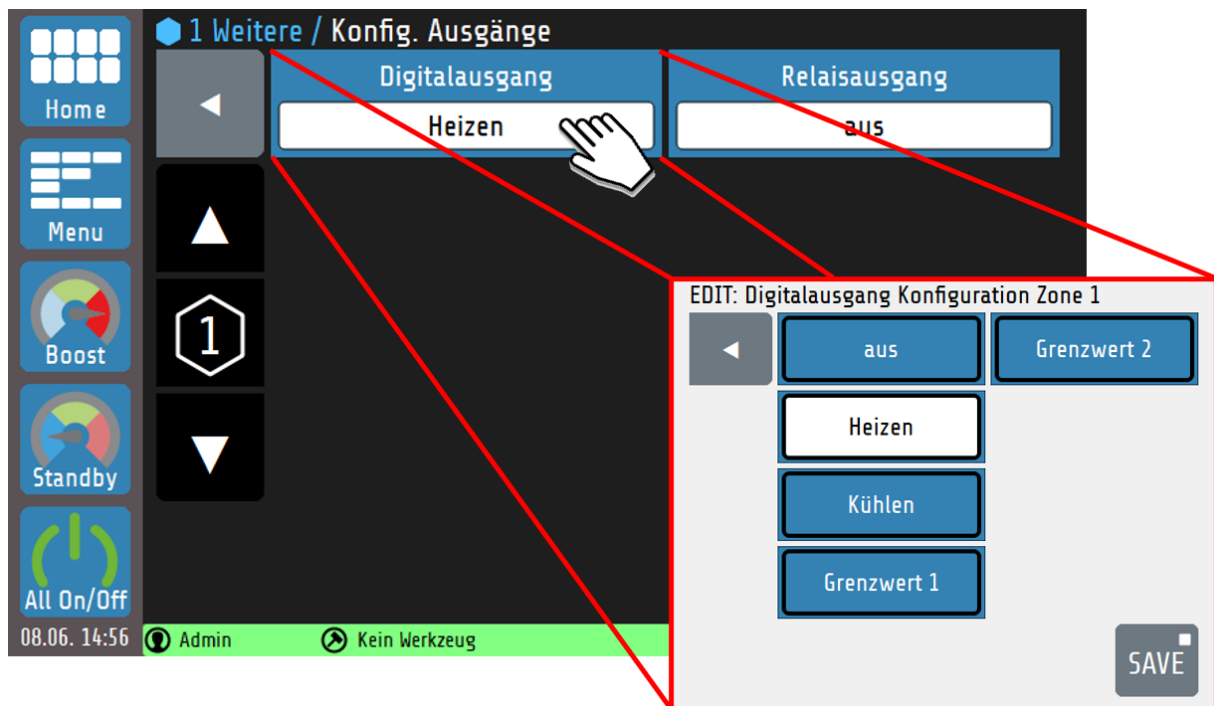 1 Weitere / Konfig. Ausgänge
Home
Digitalausgang
Heizen
Relaisausgang
aus
Menu
1
Boost
Standby
All On/Off
08.06. 14:56
Admin
Kein Werkzeug
EDIT: Digitalausgang Konfiguration Zone 1
aus
Grenzwert 2
Heizen
Kühlen
Grenzwert 1
SAVE